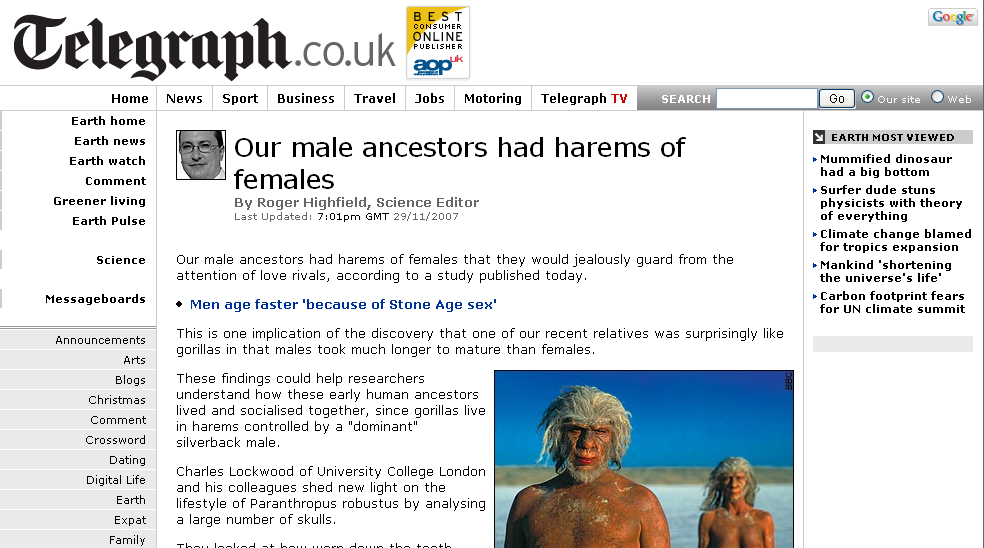 Telegraph.co.uk
BEST
CONSUMER
ONLINE
PUBLISHER
aop uk
Google
Home
News
Sport
Business
Travel
Jobs
Motoring
Telegraph TV
SEARCH
Go
Our site
Web
Earth home
Earth news
Earth watch
Comment
Greener living
Earth Pulse
Science
Messageboards
Announcements
Arts
Blogs
Christmas
Comment
Crossword
Dating
Digital Life
Earth
Expat
Family
Our male ancestors had harems of
females
By Roger Highfield, Science Editor
Last Updated: 7:01pm GMT 29/11/2007
Our male ancestors had harems of females that they would jealously guard from the
attention of love rivals, according to a study published today.
Men age faster 'because of Stone Age sex'
This is one implication of the discovery that one of our recent relatives was surprisingly like
gorillas in that males took much longer to mature than females.
These findings could help researchers
understand how these early human ancestors
lived and socialised together, since gorillas live
in harems controlled by a "dominant"
silverback male.
Charles Lockwood of University College London
and his colleagues shed new light on the
lifestyle of Paranthropus robustus by analysing
a large number of skulls.
They looked at how worn down the teeth
BBC
EARTH MOST VIEWED
Mummified dinosaur
had a big bottom
Surfer dude stuns
physicists with theory
of everything
Climate change blamed
for tropics expansion
Mankind 'shortening
the universe's life'
Carbon footprint fears
for UN climate summit